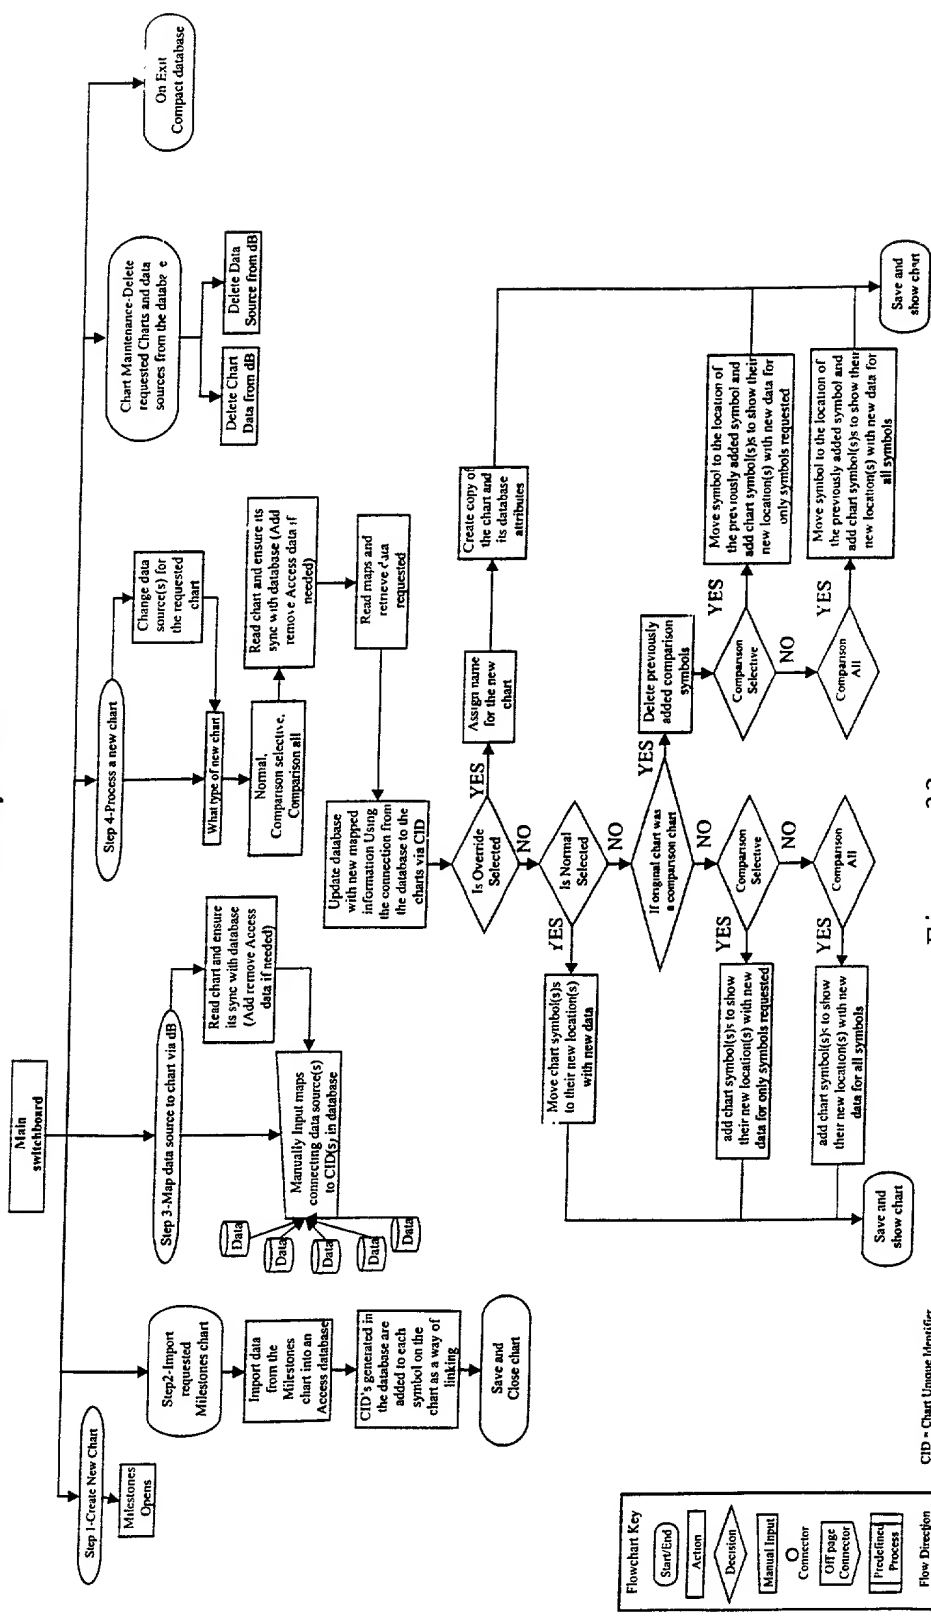 Main
switchboard
Step 1-Create New Chart
Milestones
Opens
Step2-Import
requested
Milestones chart
Import data
from the
Milestones
chart into an
Access database
CID's generated in
the database are
added to each
symbol on the
chart as a way of
linking
Save and
Close chart
Step 3-Map data source to chart via dB
Read chart and ensure
its sync with database
(Add remove Access
data if needed)
Manually Input maps
connecting data source(s)
to CID(s) in database
Data
Data
Data
Data
Data
Step 4-Process a new chart
Change data
source(s) for
the requested
chart
What type of new chart
Normal,
Comparison selective,
Comparison all
Read chart and ensure its
sync with database (Add
remove Access data if
needed)
Read maps and
retrieve data
requested
Update database
with new mapped
information Using
the connection from
the database to the
charts via CID
Is Override
Selected
YES
Assign name
for the new
chart
Create copy of
the chart and
its database
attributes
NO
Is Normal
Selected
YES
Move chart symbol(s)s
to their new location(s)
with new data
NO
If original chart was
a comparison chart
YES
Delete previously
added comparison
symbols
Comparison
Selective
YES
Move symbol to the location of
the previously added symbol and
add chart symbol(s)s to show their
new location(s) with new data for
only symbols requested
NO
Comparison
All
YES
Move symbol to the location of
the previously added symbol and
add chart symbol(s)s to show their
new location(s) with new data for
all symbols
Save and
show chart
NO
Comparison
Selective
YES
add chart symbol(s)s to show
their new location(s) with new
data for only symbols requested
NO
Comparison
All
YES
add chart symbol(s)s to show
their new location(s) with new
data for all symbols
Save and
show chart
Chart Maintenance-Delete
requested Charts and data
sources from the databa e
Delete Chart
Data from dB
Delete Data
Source from dB
On Exit
Compact database
Flowchart Key
Start/End
Action
Decision
Manual Input
Connector
Off page
Connector
Predefined
Process
Flow Direction
CID = Chart Unique Identifier